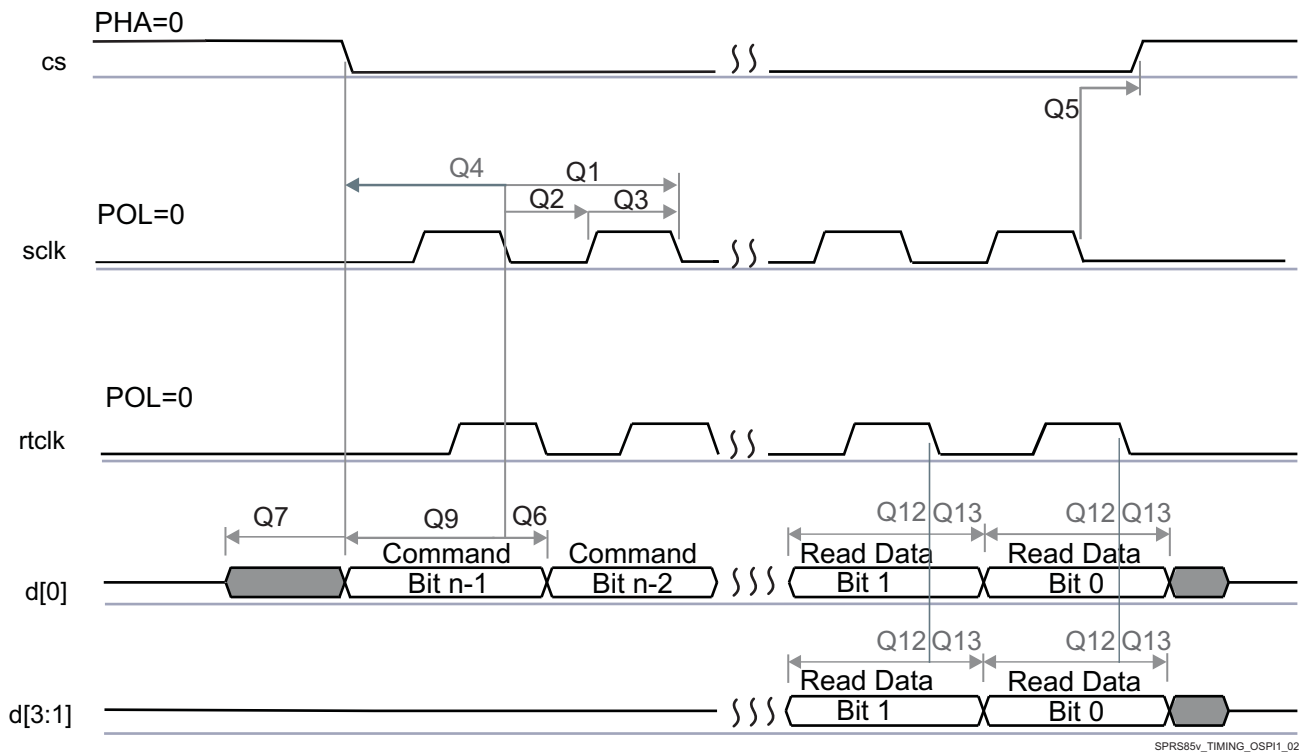 PHA=0
cs
Q5
Q4 Q1
Q2 Q3
POL=0
sclk
POL=0
rtclk
Q7 Q9 Q6 Q12 Q13 Q12 Q13
Command Command Read Data Read Data
d[0] Bit n-1 Bit n-2 Bit 1 Bit 0
Q12 Q13 Q12 Q13
Read Data Read Data
d[3:1] Bit 1 Bit 0
SPRS85v_TIMING_OSPI1_02